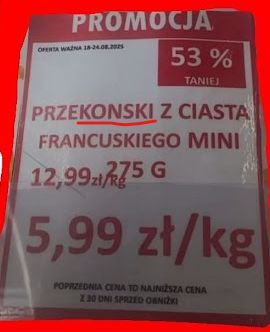 PROMOCJA
OFERTA WAŻNA 18-24.08.2025
53 %
TANIEJ
PRZEKONSKI Z CIASTA
FRANCUSKIEGO MINI
275 G
12,99zł/kg
5,99 zł/kg
POPRZEDNIA CENA TO NAJNIŻSZA CENA
Z 30 DNI SPRZED OBNIŻKI